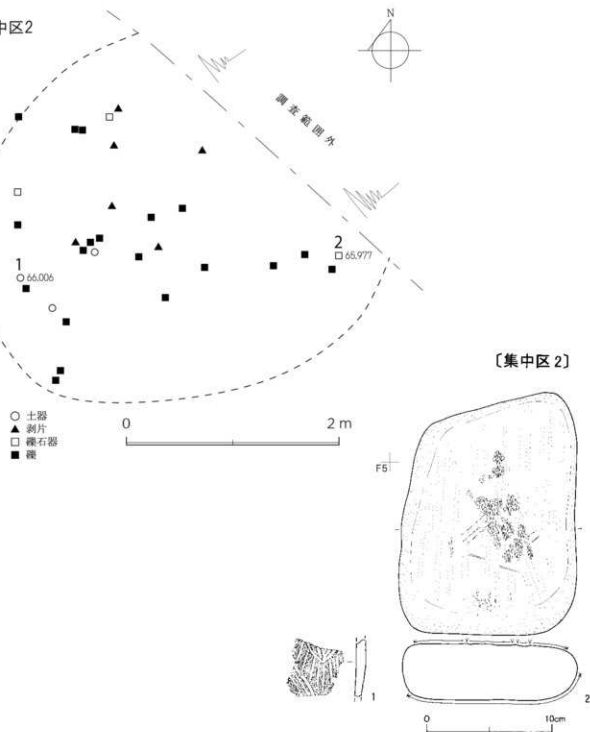 中区2
N
調査範囲外
2
65.977
1
66.006
〔集中区2〕
○ 土器
▲ 剥片
□ 礫石器
■ 礫
0 2m
F5
1
2
0 10cm